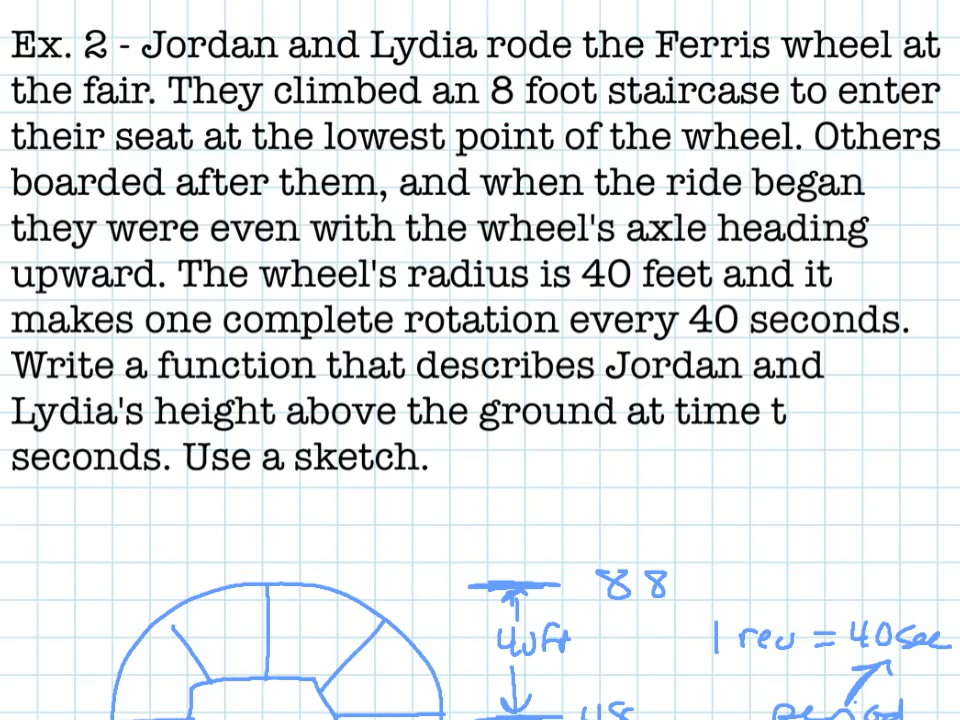 Ex. 2 - Jordan and Lydia rode the Ferris wheel at
the fair. They climbed an 8 foot staircase to enter
their seat at the lowest point of the wheel. Others
boarded after them, and when the ride began
they were even with the wheel's axle heading
upward. The wheel's radius is 40 feet and it
makes one complete rotation every 40 seconds.
Write a function that describes Jordan and
Lydia's height above the ground at time t
seconds. Use a sketch.
88
40ft
1 rev = 40sec
48
period